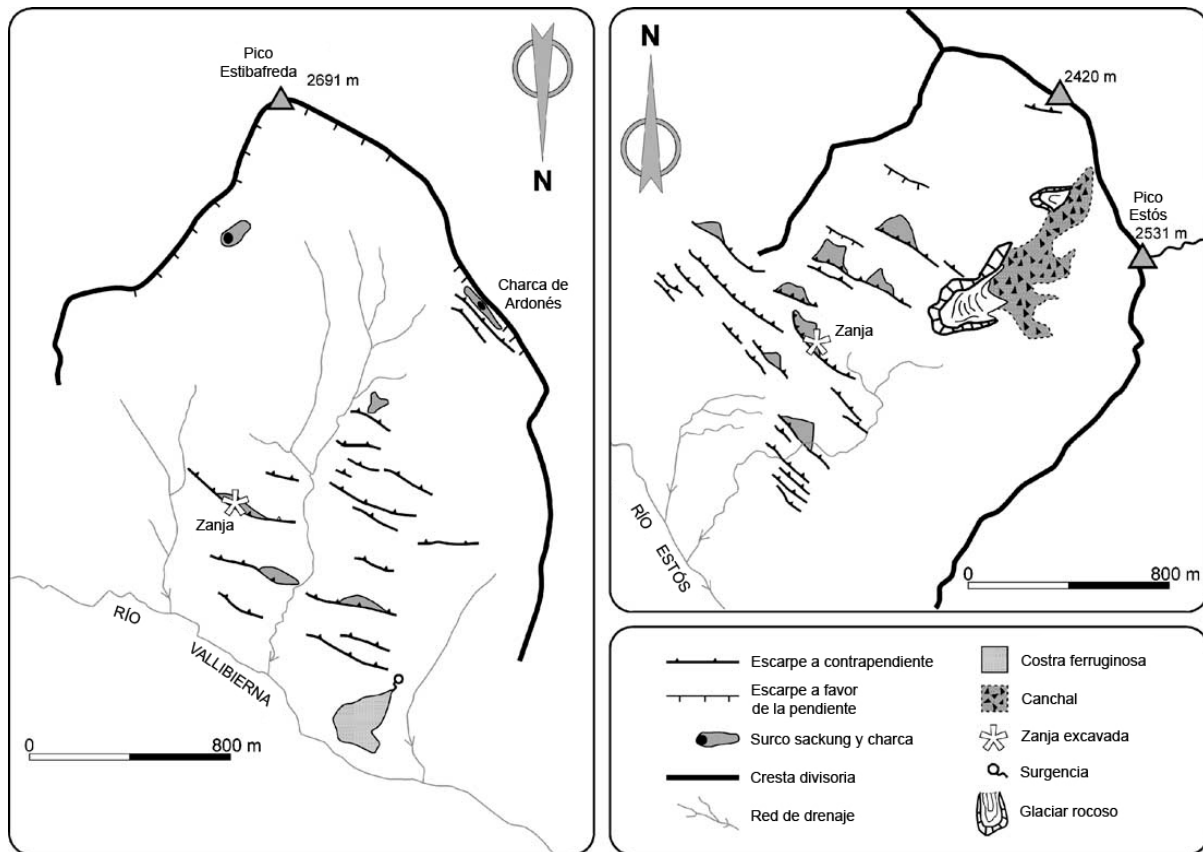 Pico
Estibafreda
2691 m
N
Charca de
Ardonés
Zanja
RÍO
VALLIBIERNA
0
800 m
N
2420 m
Pico
Estós
2531 m
Zanja
RÍO
ESTÓS
0
800 m
Escarpe a contrapendiente
Escarpe a favor
de la pendiente
Surco sackung y charca
Cresta divisoria
Red de drenaje
Costra ferruginosa
Canchal
Zanja excavada
Surgencia
Glaciar rocoso